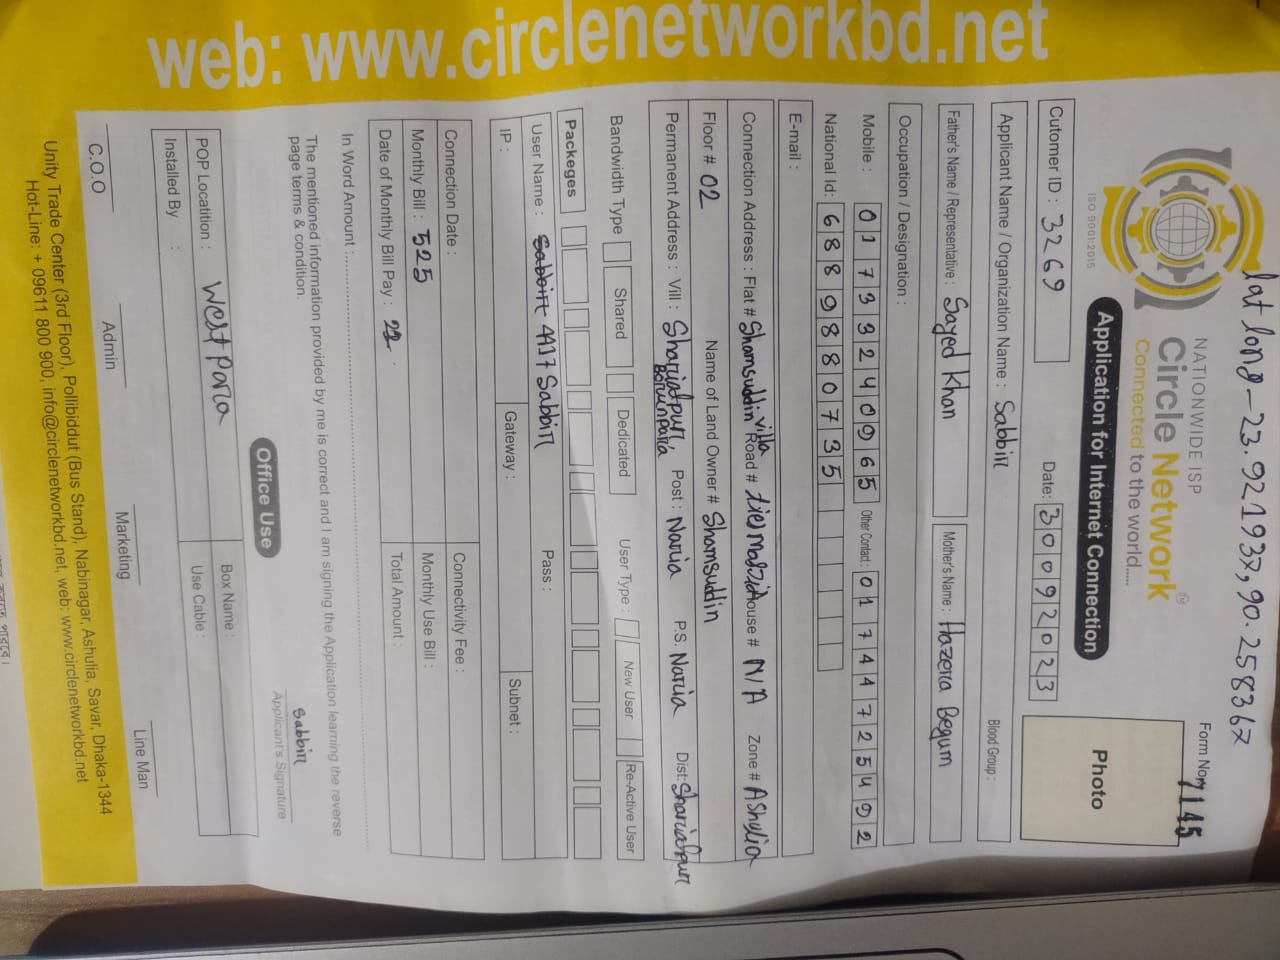 lat long - 23.921937,90.258367
NATIONWIDE ISP
Circle Network
Connected to the world.....
ISO 9001:2015
Form No 7145
Application for Internet Connection
Photo
Cutomer ID : 3269 Date: 30092023
Applicant Name / Organization Name : Sabbir Blood Group :
Father's Name / Representative : Sayed Khan Mother's Name : Hazera Begum
Occupation / Designation :
Mobile : 01733240965 Other Contact : 01744725492
National Id: 6889880735
E-mail :
Connection Address : Flat # Shamsuddin villa Road # House # N/A Zone # Ashulia
Floor # 02 Name of Land Owner # Shamsuddin
Permanent Address : Vill : Shariatpur, Post : Naria P.S: Naria Dist: Shariatpur
Bandwidth Type Shared Dedicated User Type : New User Re-Active User
Packeges
User Name : Sabbir 4417 Sabbir Pass :
IP : Gateway : Subnet :
Connection Date : Connectivity Fee :
Monthly Bill : 525 Monthly Use Bill :
Date of Monthly Bill Pay : Total Amount :
In Word Amount :
The mentioned information provided by me is correct and I am signing the Application learning the reverse
page terms & condition.
Sabbir
Applicant's Signature
Office Use
POP Locatition : West Para Box Name :
Installed By : Use Cable :
C.O.O Admin Marketing Line Man
Unity Trade Center (3rd Floor), Pollibiddut (Bus Stand), Nabinagar, Ashulia, Savar, Dhaka-1344
Hot-Line: + 09611 800 900, info@circlenetworkbd.net, web: www.circlenetworkbd.net
web: www.circlenetworkbd.net